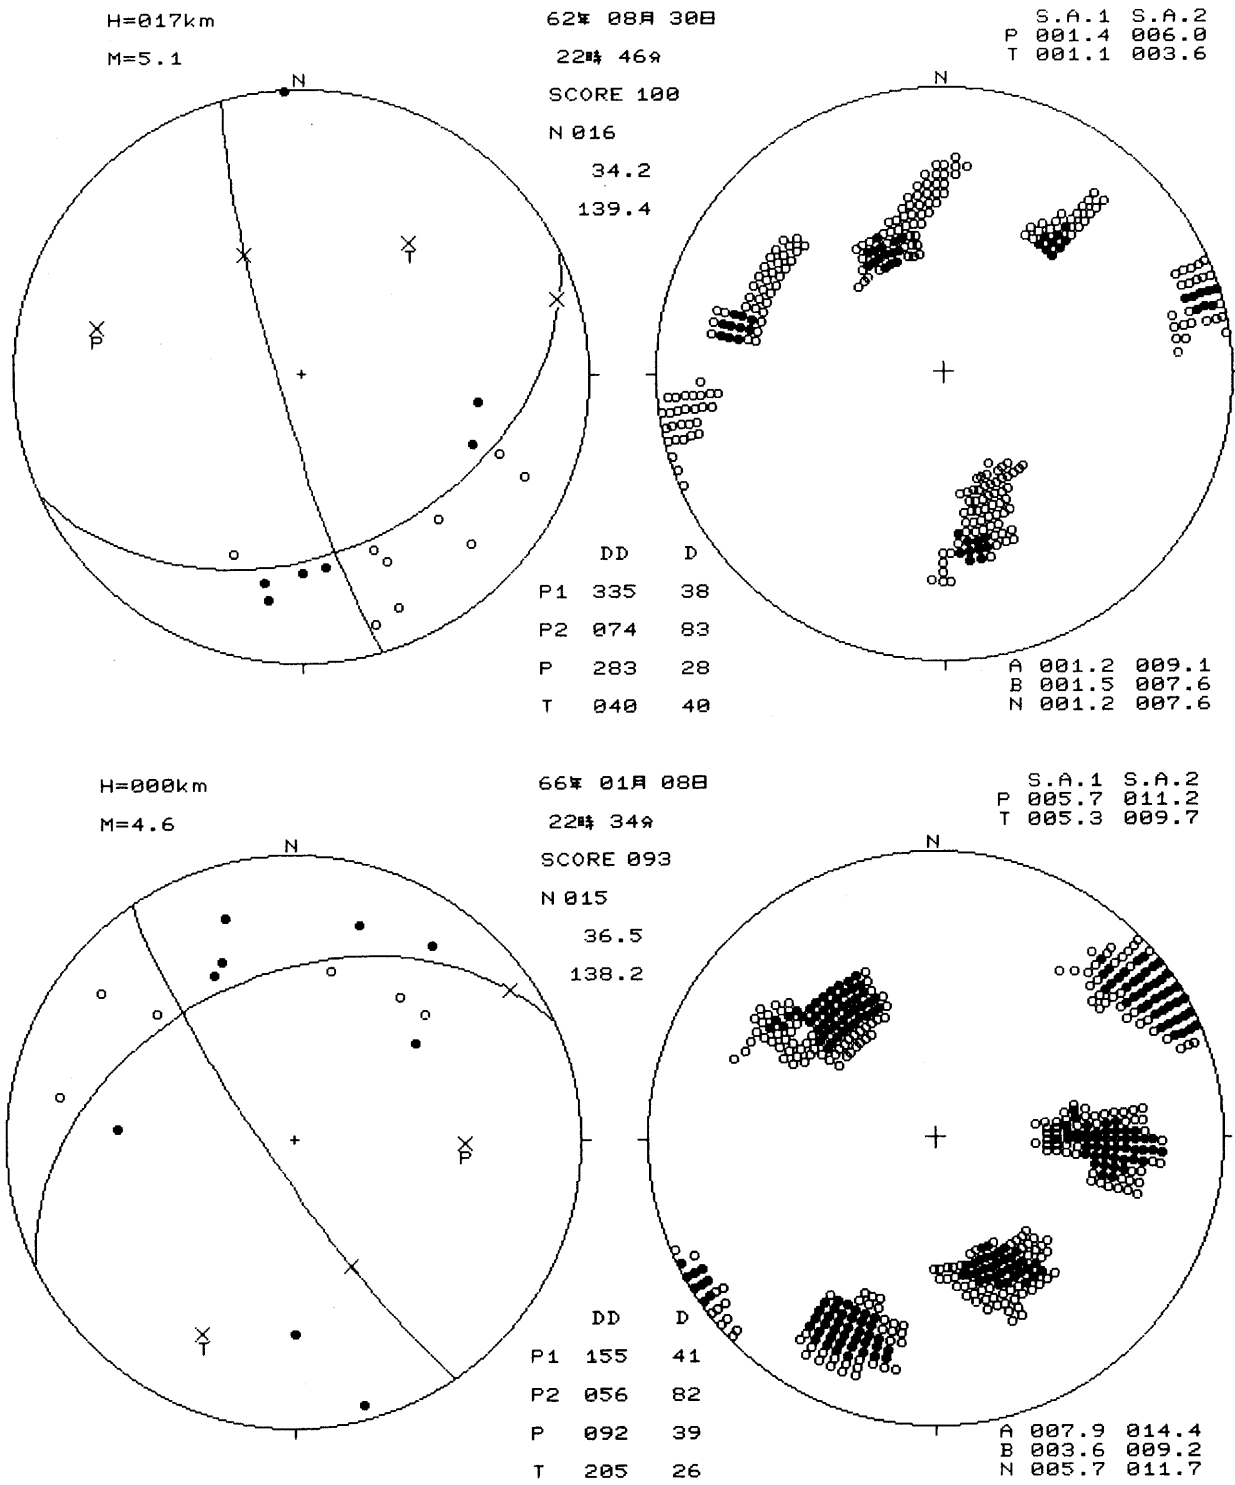 H=017km
M=5.1
62年 08月 30日
22時 46分
SCORE 100
N 016
34.2
139.4
S.A.1 S.A.2
P 001.4 006.0
T 001.1 003.6
N
T
P
N
DD D
P1 335 38
P2 074 83
P 283 28
T 040 40
A 001.2 009.1
B 001.5 007.6
N 001.2 007.6
H=000km
M=4.6
66年 01月 08日
22時 34分
SCORE 093
N 015
36.5
138.2
S.A.1 S.A.2
P 005.7 011.2
T 005.3 009.7
N
P
T
N
DD D
P1 155 41
P2 056 82
P 092 39
T 205 26
A 007.9 014.4
B 003.6 009.2
N 005.7 011.7